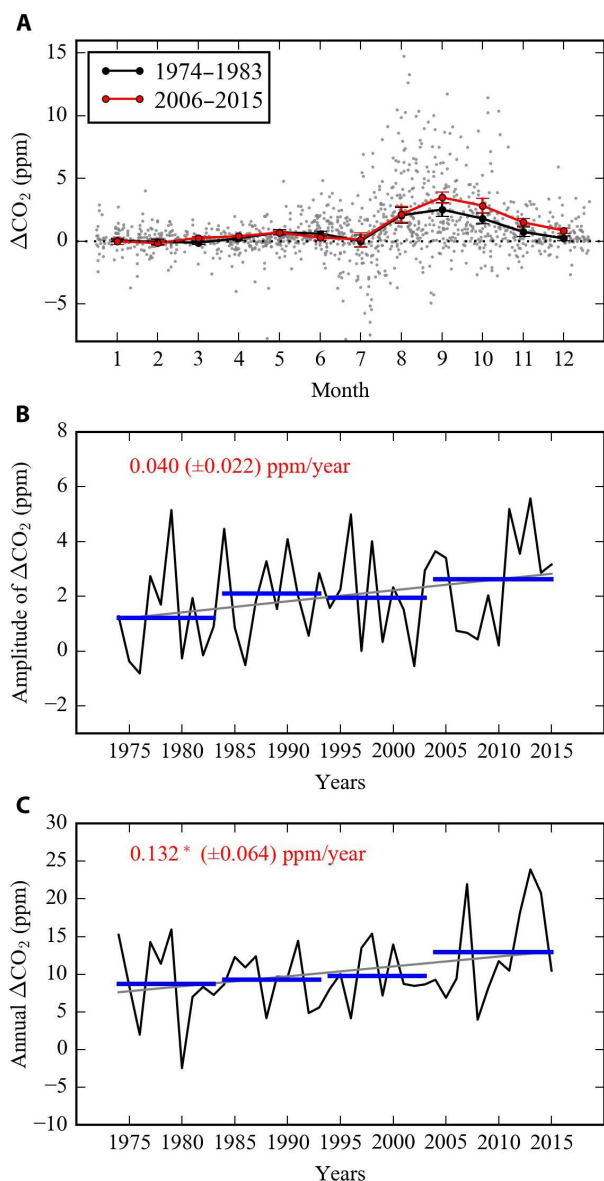 A
ΔCO₂ (ppm)
15
10
5
0
−5
1974–1983
2006–2015
1 2 3 4 5 6 7 8 9 10 11 12
Month
B
Amplitude of ΔCO₂ (ppm)
8
6
4
2
0
−2
0.040 (±0.022) ppm/year
1975 1980 1985 1990 1995 2000 2005 2010 2015
Years
C
Annual ΔCO₂ (ppm)
30
25
20
15
10
5
0
−5
−10
0.132* (±0.064) ppm/year
1975 1980 1985 1990 1995 2000 2005 2010 2015
Years